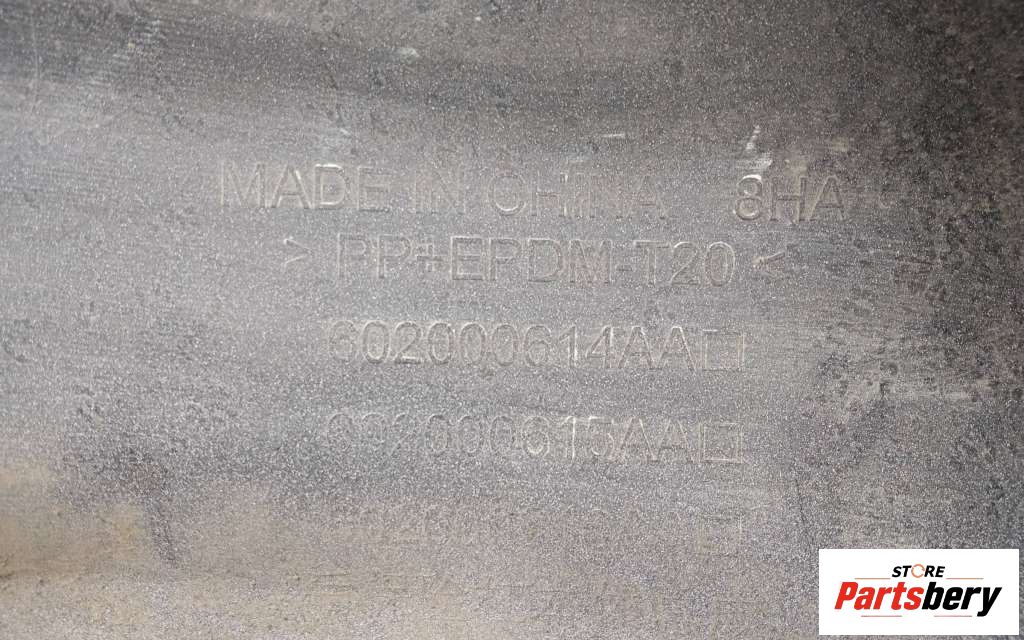 MADE IN CHINA 8HA
> PP+EPDM-T20 <
602000614AA□
602000615AA□
STORE
Partsbery